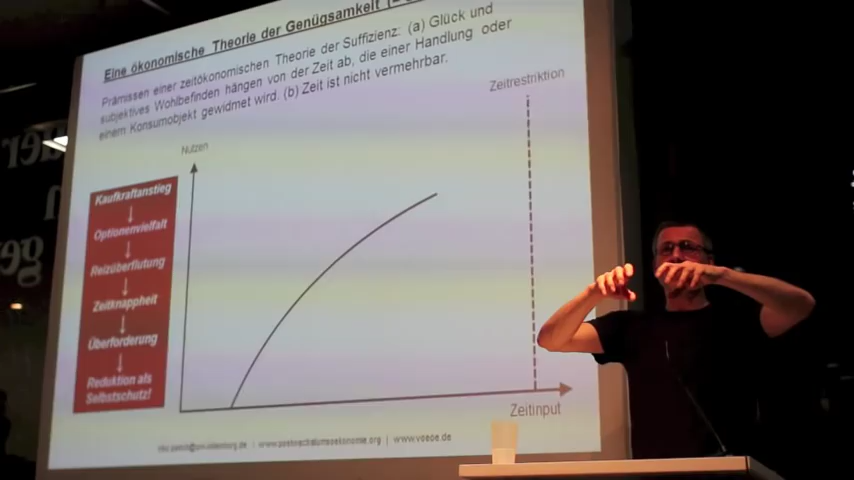 Eine ökonomische Theorie der Genügsamkeit
Prämissen einer zeitökonomischen Theorie der Suffizienz: (a) Glück und
subjektives Wohlbefinden hängen von der Zeit ab, die einer Handlung oder
einem Konsumobjekt gewidmet wird. (b) Zeit ist nicht vermehrbar.
Zeitrestriktion
Nutzen
Kaufkraftanstieg
Optionenvielfalt
Reizüberflutung
Zeitknappheit
Überforderung
Reduktion als
Selbstschutz!
Zeitinput
| www.postwachstumsoekonomie.org | www.voeoe.de